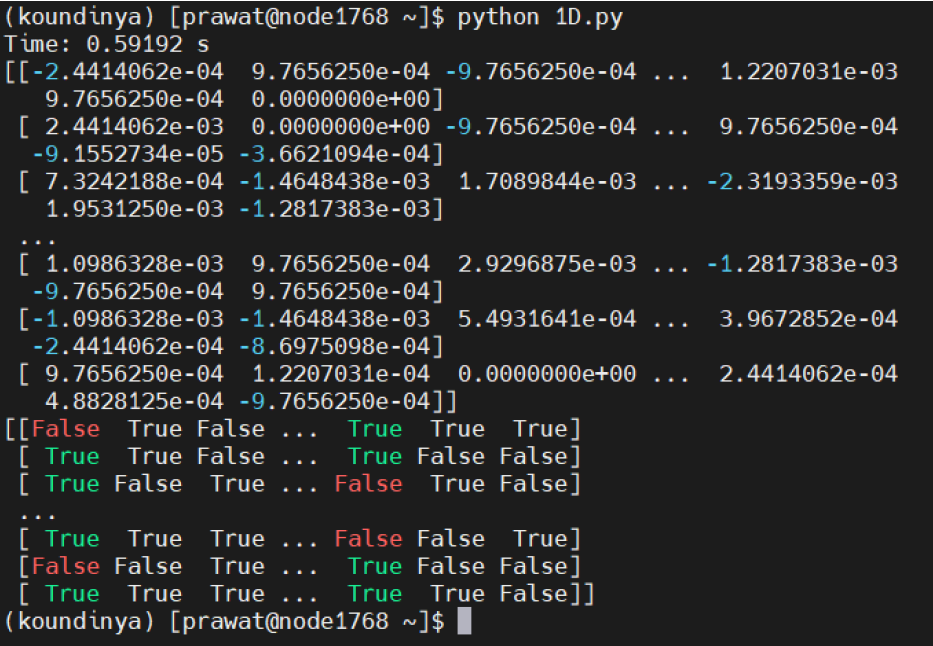 (koundinya) [prawat@node1768 ~]$ python 1D.py
Time: 0.59192 s
[[-2.4414062e-04  9.7656250e-04 -9.7656250e-04 ...  1.2207031e-03
   9.7656250e-04  0.0000000e+00]
 [ 2.4414062e-03  0.0000000e+00 -9.7656250e-04 ...  9.7656250e-04
  -9.1552734e-05 -3.6621094e-04]
 [ 7.3242188e-04 -1.4648438e-03  1.7089844e-03 ... -2.3193359e-03
   1.9531250e-03 -1.2817383e-03]
 ...
 [ 1.0986328e-03  9.7656250e-04  2.9296875e-03 ... -1.2817383e-03
  -9.7656250e-04  9.7656250e-04]
 [-1.0986328e-03 -1.4648438e-03  5.4931641e-04 ...  3.9672852e-04
  -2.4414062e-04 -8.6975098e-04]
 [ 9.7656250e-04  1.2207031e-04  0.0000000e+00 ...  2.4414062e-04
   4.8828125e-04 -9.7656250e-04]]
[[False  True False ...  True  True  True]
 [ True  True False ...  True False False]
 [ True False  True ... False  True False]
 ...
 [ True  True  True ... False False  True]
 [False False  True ...  True False False]
 [ True  True  True ...  True  True False]]
(koundinya) [prawat@node1768 ~]$